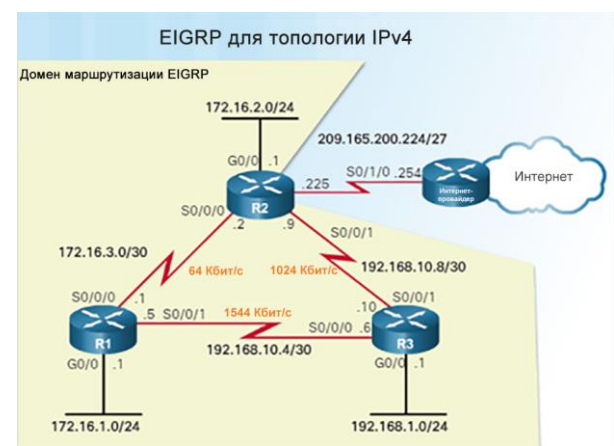 EIGRP для топологии IPv4
Домен маршрутизации EIGRP
172.16.2.0/24
209.165.200.224/27
G0/0 .1
S0/1/0 .254
.225
Интернет-
провайдер
Интернет
R2
S0/0/0
.2
.9
S0/0/1
172.16.3.0/30
64 Кбит/с
1024 Кбит/с
192.168.10.8/30
S0/0/0
.1
.10
S0/0/1
.5
S0/0/1
1544 Кбит/с
S0/0/0
.6
R1
R3
192.168.10.4/30
G0/0
.1
G0/0
.1
172.16.1.0/24
192.168.1.0/24